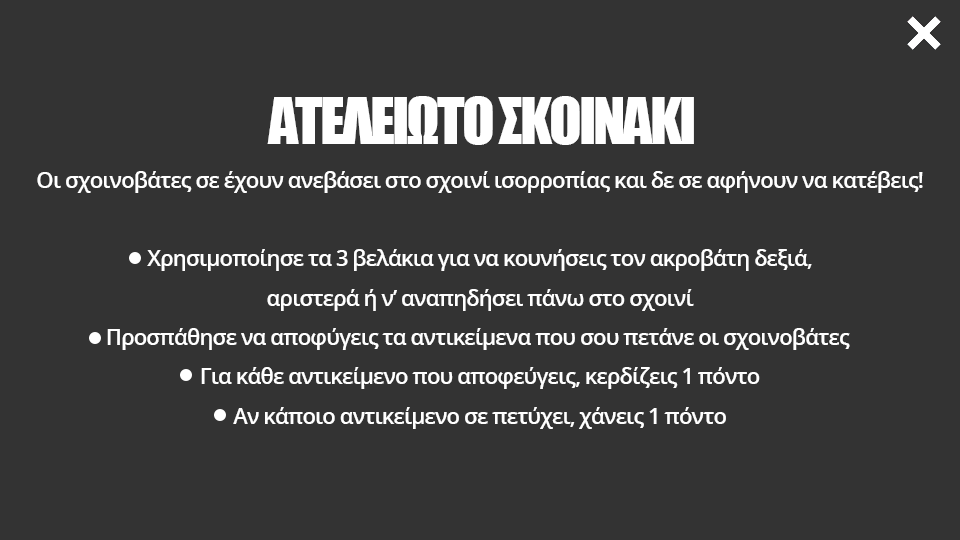 ΑΤΕΛΕΙΩΤΟ ΣΚΟΙΝΑΚΙ
Οι σχοινοβάτες σε έχουν ανεβάσει στο σχοινί ισορροπίας και δε σε αφήνουν να κατέβεις!
● Χρησιμοποίησε τα 3 βελάκια για να κουνήσεις τον ακροβάτη δεξιά,
αριστερά ή ν’ αναπηδήσει πάνω στο σχοινί
● Προσπάθησε να αποφύγεις τα αντικείμενα που σου πετάνε οι σχοινοβάτες
● Για κάθε αντικείμενο που αποφεύγεις, κερδίζεις 1 πόντο
● Αν κάποιο αντικείμενο σε πετύχει, χάνεις 1 πόντο